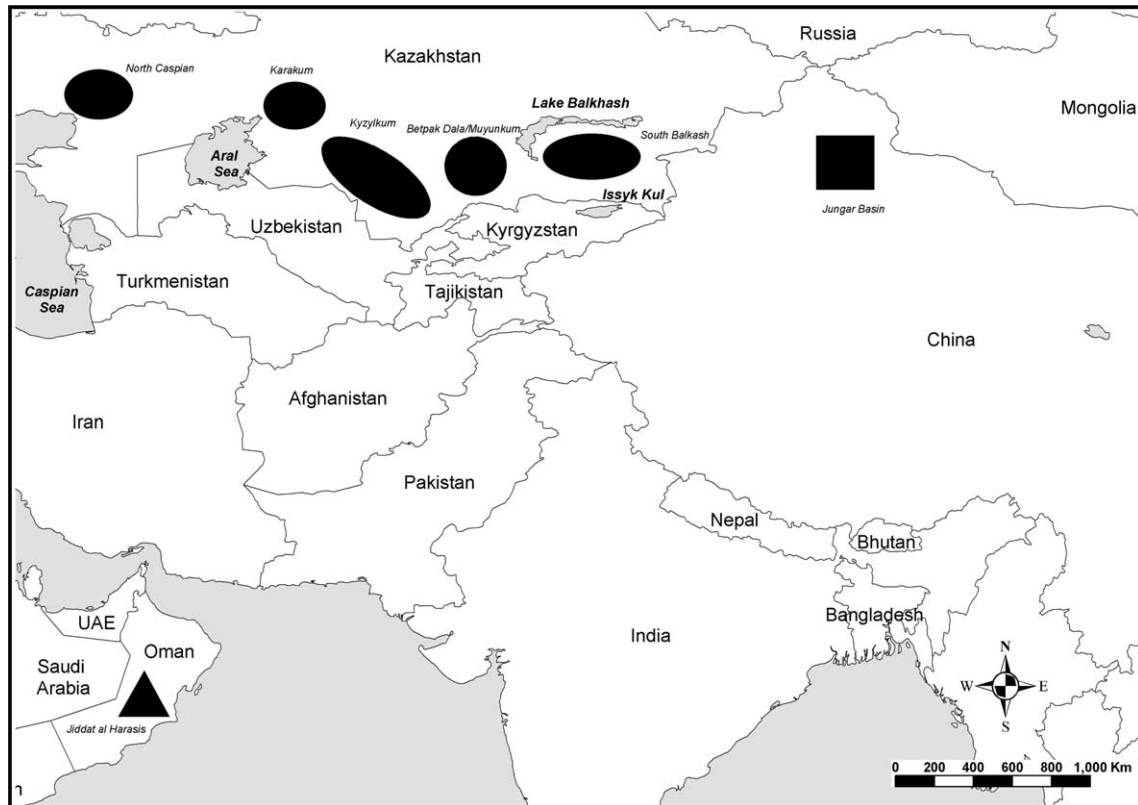 Russia
Kazakhstan
North Caspian
Karakum
Mongolia
Lake Balkhash
Kyzylkum
Betpak Dala/Muyunkum
South Balkash
Aral
Sea
Issyk Kul
Jungar Basin
Uzbekistan
Kyrgyzstan
Turkmenistan
Tajikistan
Caspian
Sea
China
Afghanistan
Iran
Pakistan
Nepal
Bhutan
UAE
Bangladesh
India
Oman
Saudi
Arabia
N
W
E
S
Jiddat al Harasis
0 200 400 600 800 1,000 Km